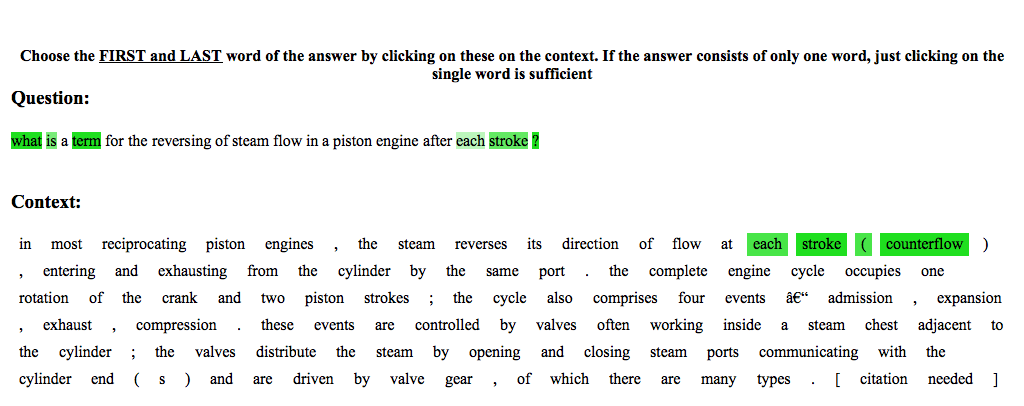 Choose the FIRST and LAST word of the answer by clicking on these on the context. If the answer consists of only one word, just clicking on the
single word is sufficient
Question:
what is a term for the reversing of steam flow in a piston engine after each stroke ?
Context:
in most reciprocating piston engines , the steam reverses its direction of flow at each stroke ( counterflow )
, entering and exhausting from the cylinder by the same port . the complete engine cycle occupies one
rotation of the crank and two piston strokes ; the cycle also comprises four events â€“ admission , expansion
, exhaust , compression . these events are controlled by valves often working inside a steam chest adjacent to
the cylinder ; the valves distribute the steam by opening and closing steam ports communicating with the
cylinder end ( s ) and are driven by valve gear , of which there are many types . [ citation needed ]